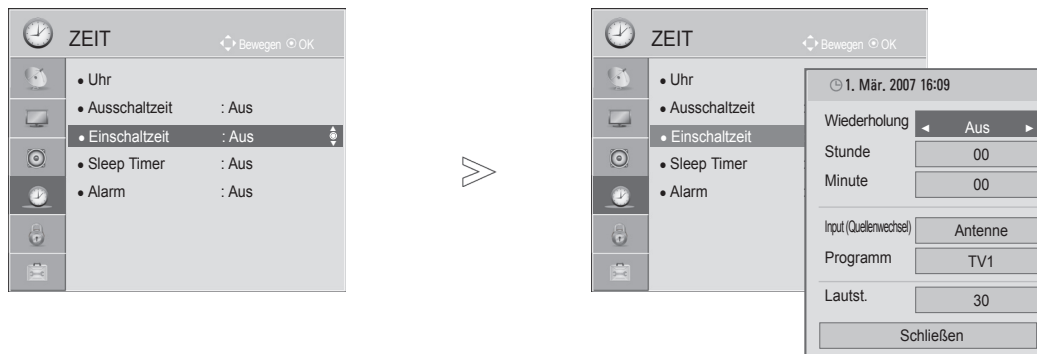 ZEIT
Bewegen OK
• Uhr
• Ausschaltzeit : Aus
• Einschaltzeit : Aus
• Sleep Timer : Aus
• Alarm : Aus
ZEIT
Bewegen OK
• Uhr
• Ausschaltzeit
• Einschaltzeit
• Sleep Timer
• Alarm
1. Mär. 2007 16:09
Wiederholung ◄ Aus ►
Stunde 00
Minute 00
Input (Quellenwechsel) Antenne
Programm TV1
Lautst. 30
Schließen